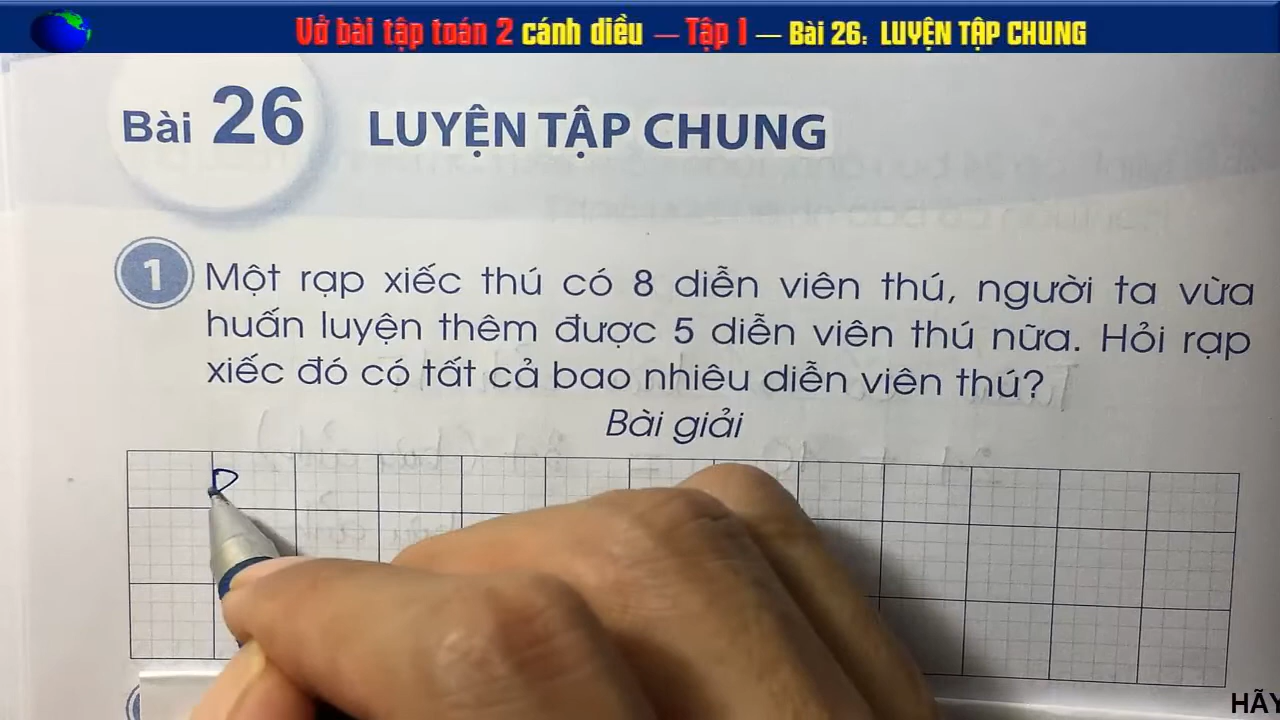 Vở bài tập toán 2 cánh diều – Tập 1 – Bài 26: LUYỆN TẬP CHUNG
Bài 26 LUYỆN TẬP CHUNG
1 Một rạp xiếc thú có 8 diễn viên thú, người ta vừa
huấn luyện thêm được 5 diễn viên thú nữa. Hỏi rạp
xiếc đó có tất cả bao nhiêu diễn viên thú?
Bài giải
HÃY